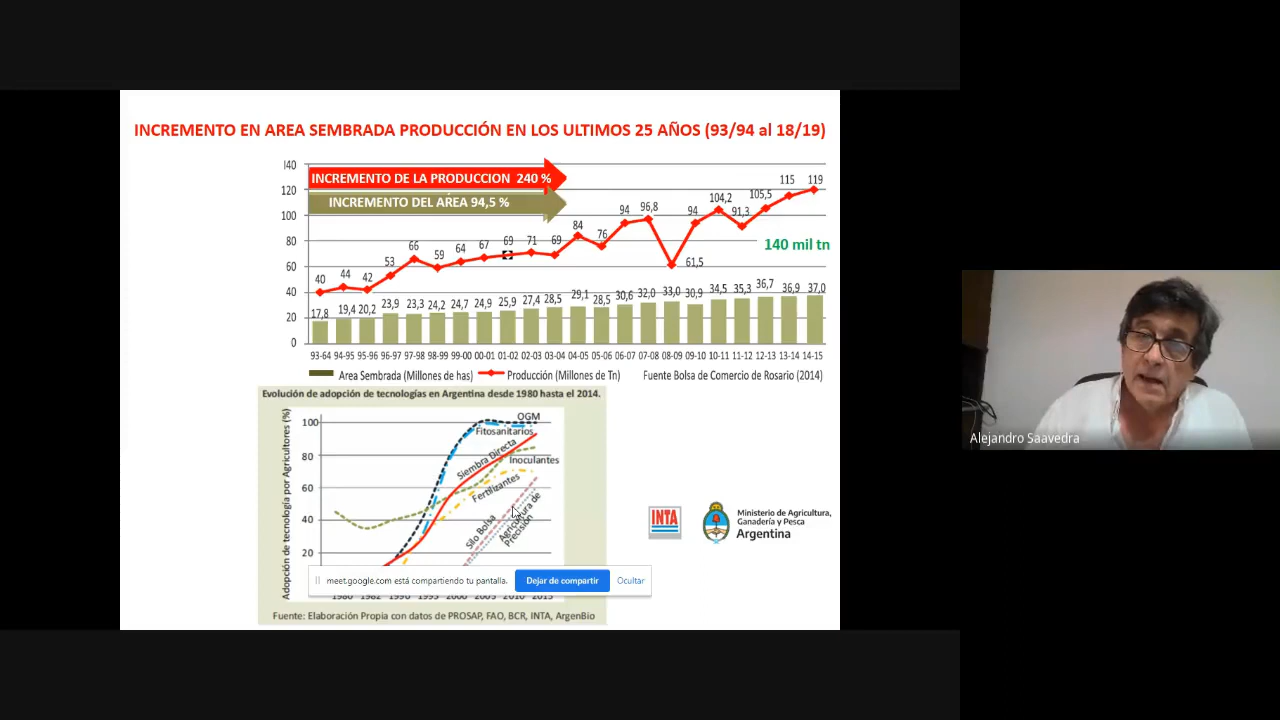 INCREMENTO EN AREA SEMBRADA PRODUCCIÓN EN LOS ULTIMOS 25 AÑOS (93/94 al 18/19)
140
120
100
80
60
40
20
0
INCREMENTO DE LA PRODUCCION 240 %
INCREMENTO DEL ÁREA 94,5 %
40 44 42 53 66 59 64 67 69 71 69 84 76 94 96,8 61,5 94 104,2 91,3 105,5 115 119
140 mil tn
17,8 19,4 20,2 23,9 23,3 24,2 24,7 24,9 25,9 27,4 28,5 29,1 28,5 30,6 32,0 33,0 30,9 34,5 35,3 36,7 36,9 37,0
93-64 94-95 95-96 96-97 97-98 98-99 99-00 00-01 01-02 02-03 03-04 04-05 05-06 06-07 07-08 08-09 09-10 10-11 11-12 12-13 13-14 14-15
Area Sembrada (Millones de has) Producción (Millones de Tn) Fuente Bolsa de Comercio de Rosario (2014)
Evolución de adopción de tecnologías en Argentina desde 1980 hasta el 2014.
Adopción de tecnología por Agricultores (%)
100
80
60
40
20
OGM
Fitosanitarios
Siembra Directa
Inoculantes
Fertilizantes
Silo Bolsa
Agricultura de
Precisión
meet.google.com está compartiendo tu pantalla. Dejar de compartir Ocultar
Fuente: Elaboración Propia con datos de PROSAP, FAO, BCR, INTA, ArgenBio
INTA
Ministerio de Agricultura,
Ganadería y Pesca
Argentina
Alejandro Saavedra